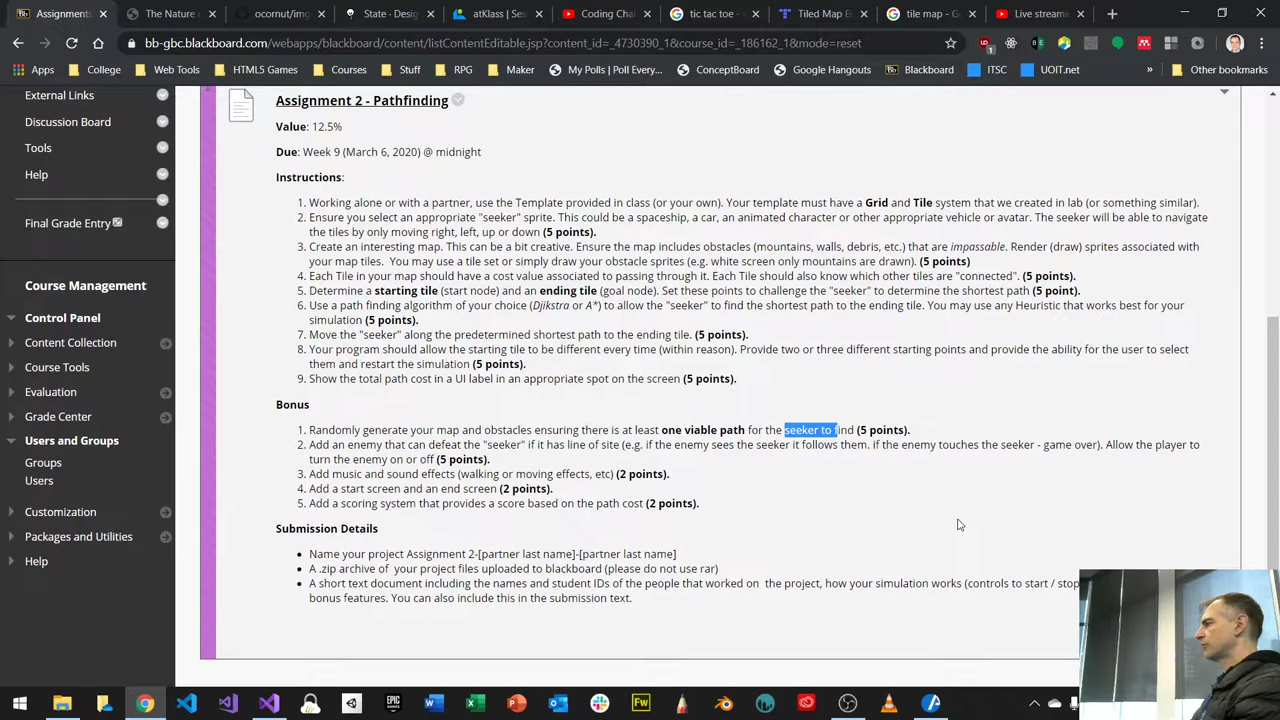 Assignments
The Nature o
ocornut/img
State · Desig
atKlass | Ses
Coding Chal
tic tac toe -
Tiled Map E
tile map - G
Live streami
bb-gbc.blackboard.com/webapps/blackboard/content/listContentEditable.jsp?content_id=_4730390_1&course_id=_186162_1&mode=reset
Apps
College
Web Tools
HTML5 Games
Courses
Stuff
RPG
Maker
My Polls | Poll Every...
ConceptBoard
Google Hangouts
Blackboard
ITSC
UOIT.net
»
Other bookmarks
External Links
Discussion Board
Tools
Help
Final Grade Entry
Course Management
Control Panel
Content Collection
Course Tools
Evaluation
Grade Center
Users and Groups
Groups
Users
Customization
Packages and Utilities
Help
Assignment 2 - Pathfinding
Value: 12.5%
Due: Week 9 (March 6, 2020) @ midnight
Instructions:
1. Working alone or with a partner, use the Template provided in class (or your own). Your template must have a Grid and Tile system that we created in lab (or something similar).
2. Ensure you select an appropriate "seeker" sprite. This could be a spaceship, a car, an animated character or other appropriate vehicle or avatar. The seeker will be able to navigate
the tiles by only moving right, left, up or down (5 points).
3. Create an interesting map. This can be a bit creative. Ensure the map includes obstacles (mountains, walls, debris, etc.) that are impassable. Render (draw) sprites associated with
your map tiles. You may use a tile set or simply draw your obstacle sprites (e.g. white screen only mountains are drawn). (5 points)
4. Each Tile in your map should have a cost value associated to passing through it. Each Tile should also know which other tiles are "connected". (5 points).
5. Determine a starting tile (start node) and an ending tile (goal node). Set these points to challenge the "seeker" to determine the shortest path (5 point).
6. Use a path finding algorithm of your choice (Djikstra or A*) to allow the "seeker" to find the shortest path to the ending tile. You may use any Heuristic that works best for your
simulation (5 points).
7. Move the "seeker" along the predetermined shortest path to the ending tile. (5 points).
8. Your program should allow the starting tile to be different every time (within reason). Provide two or three different starting points and provide the ability for the user to select
them and restart the simulation (5 points).
9. Show the total path cost in a UI label in an appropriate spot on the screen (5 points).
Bonus
1. Randomly generate your map and obstacles ensuring there is at least one viable path for the seeker to find (5 points).
2. Add an enemy that can defeat the "seeker" if it has line of site (e.g. if the enemy sees the seeker it follows them. if the enemy touches the seeker - game over). Allow the player to
turn the enemy on or off (5 points).
3. Add music and sound effects (walking or moving effects, etc) (2 points).
4. Add a start screen and an end screen (2 points).
5. Add a scoring system that provides a score based on the path cost (2 points).
Submission Details
• Name your project Assignment 2-[partner last name]-[partner last name]
• A .zip archive of your project files uploaded to blackboard (please do not use rar)
• A short text document including the names and student IDs of the people that worked on the project, how your simulation works (controls to start / stop
bonus features. You can also include this in the submission text.